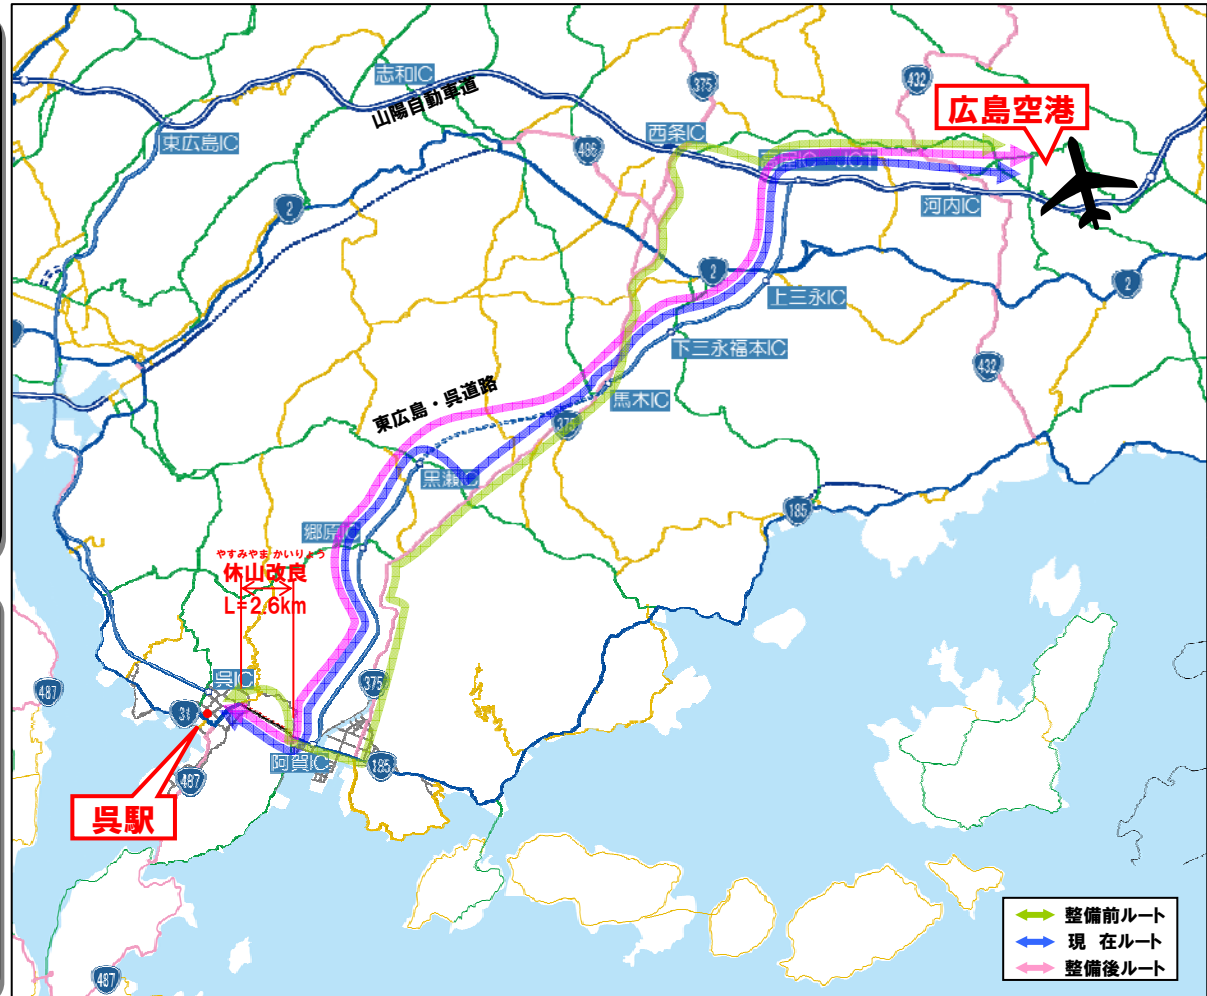 志和IC
山陽自動車道
375
432
広島空港
東広島IC
486
西条IC
2
河内IC
2
上三永IC
2
下三永福本IC
432
東広島・呉道路
馬木IC
375
黒瀬IC
185
郷原IC
やすみやま かいりょう
休山改良
L=2.6km
呉IC
375
487
31
阿賀IC
185
487
呉駅
整備前ルート
現 在ルート
整備後ルート
487